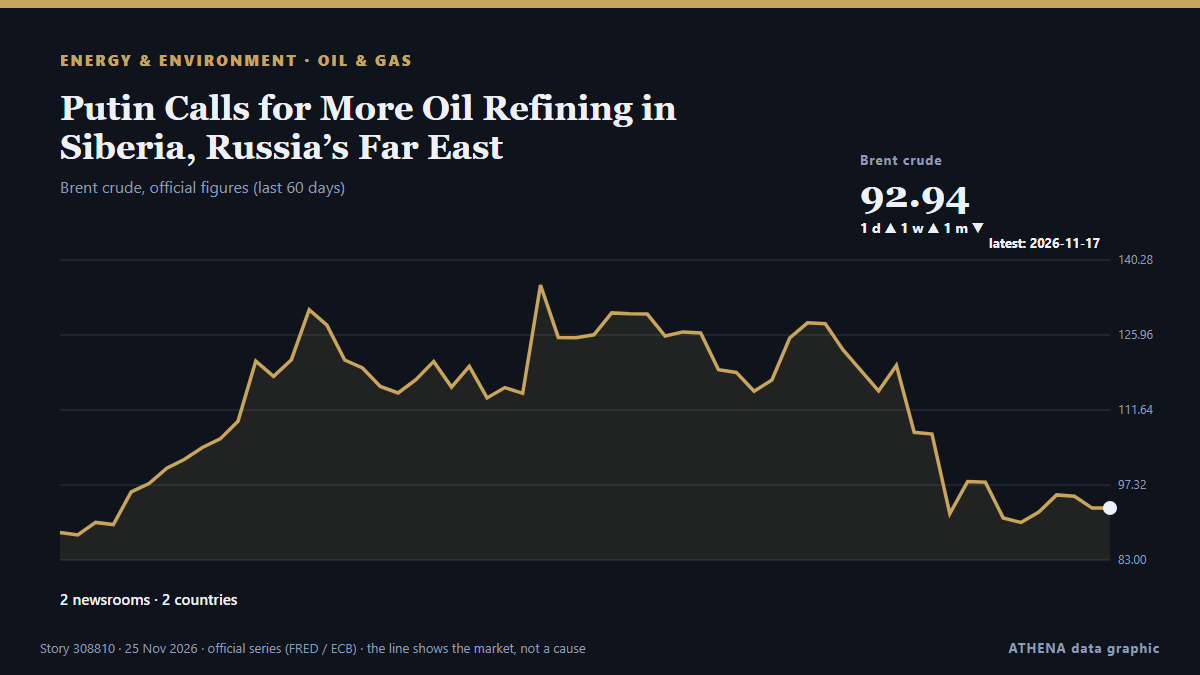 ENERGY & ENVIRONMENT · OIL & GAS
Putin Calls for More Oil Refining in
Siberia, Russia’s Far East
Brent crude, official figures (last 60 days)
Brent crude
92.94
1 d ▲ 1 w ▲ 1 m ▼
latest: 2026-11-17
140.28
125.96
111.64
97.32
83.00
2 newsrooms · 2 countries
Story 308810 · 25 Nov 2026 · official series (FRED / ECB) · the line shows the market, not a cause
ATHENA data graphic